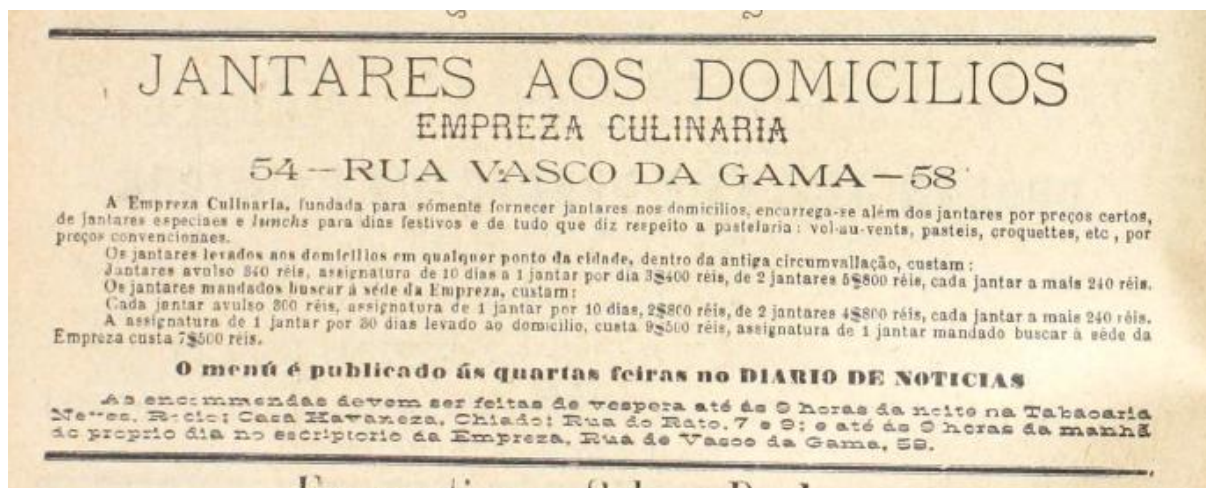 JANTARES AOS DOMICILIOS
EMPREZA CULINARIA
54—RUA VASCO DA GAMA—58
A Empreza Culinaria, fundada para sómente fornecer jantares nos domicilios, encarrega-se além dos jantares por preços certos,
de jantares especiaes e lunchs para dias festivos e de tudo que diz respeito a pastelaria: vol-au-vents, pasteis, croquettes, etc, por
preços convencionaes.
Os jantares levados aos domicilios em qualquer ponto da cidade, dentro da antiga circumvallação, custam:
Jantares avulso 340 réis, assignatura de 10 dias a 1 jantar por dia 3$400 réis, de 2 jantares 5$800 réis, cada jantar a mais 240 réis.
Os jantares mandados buscar á séde da Empreza, custam:
Cada jantar avulso 300 réis, assignatura de 1 jantar por 10 dias, 2$800 réis, de 2 jantares 4$800 réis, cada jantar a mais 240 réis.
A assignatura de 1 jantar por 30 dias levado ao domicilio, custa 9$500 réis, assignatura de 1 jantar mandado buscar á séde da
Empreza custa 7$500 réis.
O menú é publicado ás quartas feiras no DIARIO DE NOTICIAS
As encommendas devem ser feitas de vespera até ás 9 horas da noite na Tabacaria
Neves, Rocio; Casa Havaneza, Chiado; Rua do Rato, 7 e 9; e até ás 9 horas da manhã
do proprio dia no escriptorio da Empreza, Rua de Vasco da Gama, 58.